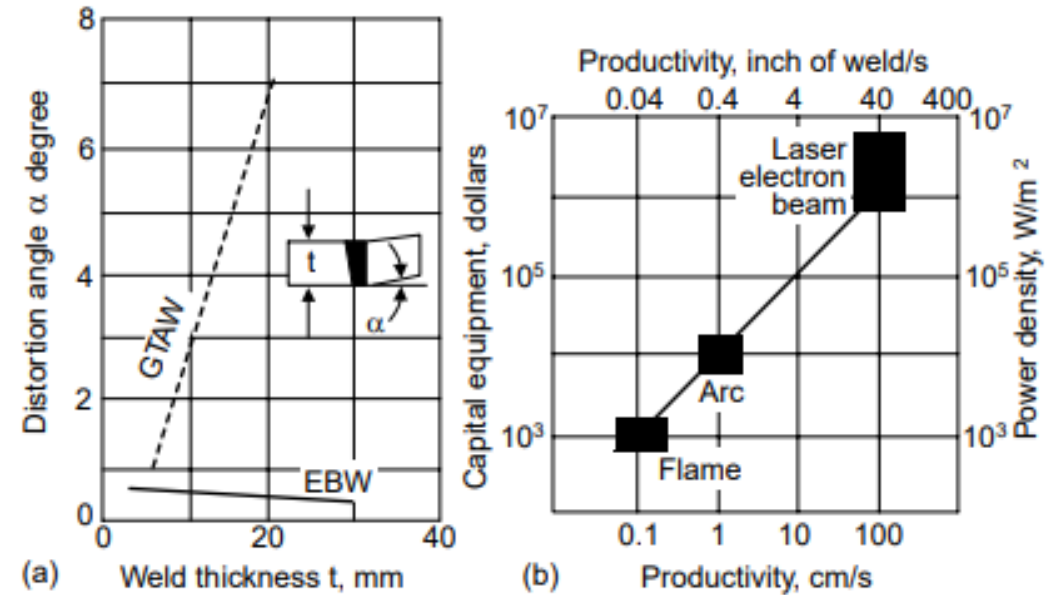 8
6
4
2
0
Distortion angle α degree
GTAW
EBW
t
α
0
20
40
(a)
Weld thickness t, mm
Productivity, inch of weld/s
0.04
0.4
4
40
400
10⁷
10⁵
10³
Capital equipment, dollars
Laser
electron
beam
Arc
Flame
10⁷
10⁵
10³
Power density, W/m²
0.1
1
10
100
(b)
Productivity, cm/s